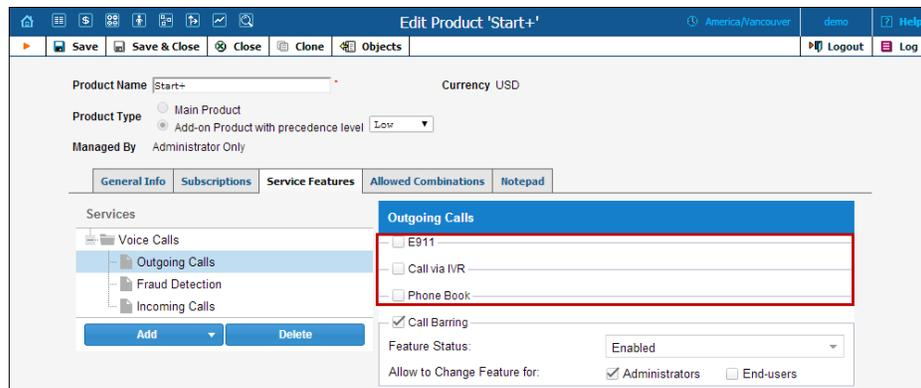 Edit Product 'Start+'
America/Vancouver
demo
Help
Save
Save & Close
Close
Clone
Objects
Logout
Log
Product Name Start+ *
Currency USD
Product Type
Main Product
Add-on Product with precedence level Low
Managed By Administrator Only
General Info
Subscriptions
Service Features
Allowed Combinations
Notepad
Services
Voice Calls
Outgoing Calls
Fraud Detection
Incoming Calls
Add
Delete
Outgoing Calls
E911
Call via IVR
Phone Book
Call Barring
Feature Status: Enabled
Allow to Change Feature for: Administrators End-users